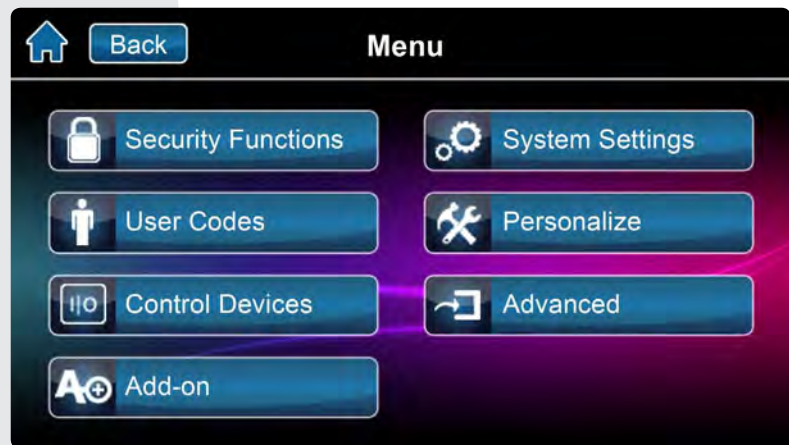 Back
Menu
Security Functions
System Settings
User Codes
Personalize
Control Devices
Advanced
Add-on